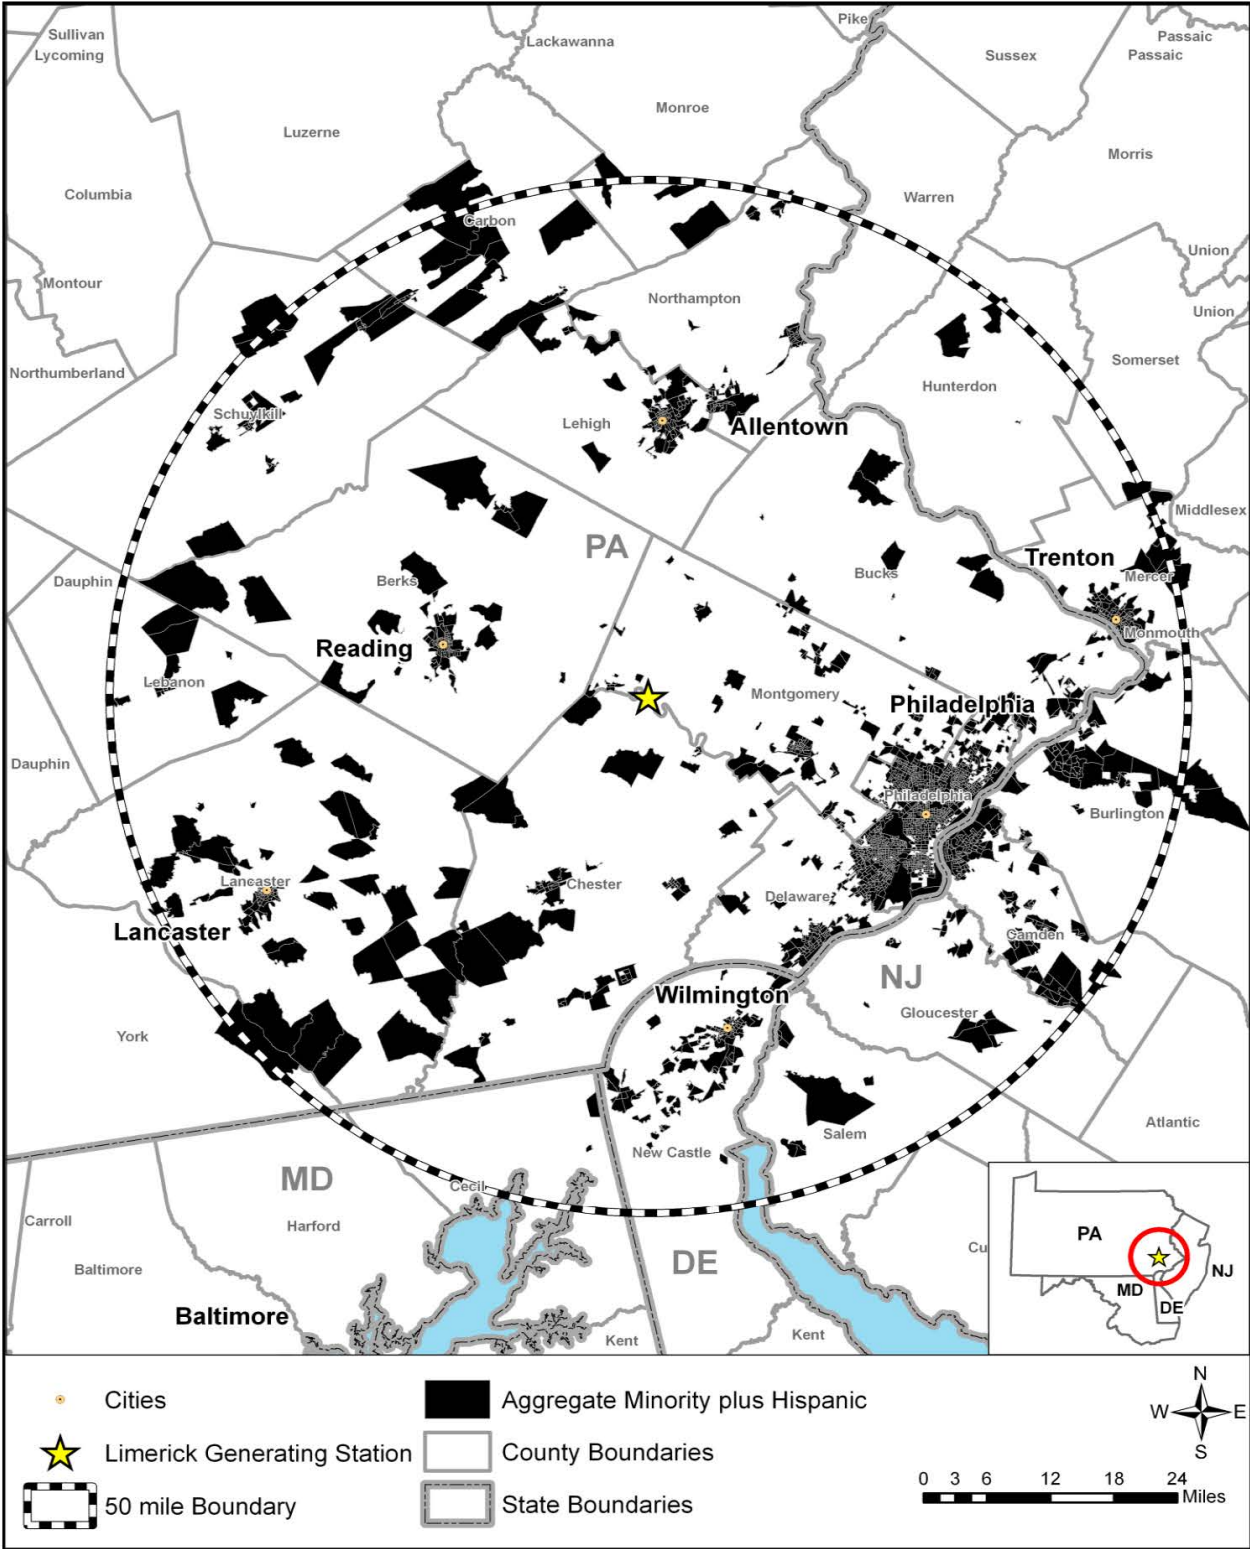 Pike
Sullivan
Lycoming
Lackawanna
Sussex
Passaic
Passaic
Monroe
Luzerne
Morris
Columbia
Warren
Carbon
Union
Montour
Northampton
Union
Northumberland
Somerset
Hunterdon
Schuylkill
Lehigh
Allentown
Middlesex
PA
Trenton
Dauphin
Berks
Bucks
Mercer
Monmouth
Reading
Lebanon
Montgomery
Philadelphia
Dauphin
Philadelphia
Burlington
Lancaster
Chester
Delaware
Lancaster
Camden
NJ
Wilmington
Gloucester
York
Atlantic
Salem
New Castle
MD
Cecil
Carroll
Harford
Cu
Baltimore
DE
Baltimore
Kent
Kent
PA
NJ
MD
DE
Cities
Limerick Generating Station
50 mile Boundary
Aggregate Minority plus Hispanic
County Boundaries
State Boundaries
N
W E
S
0 3 6 12 18 24
Miles